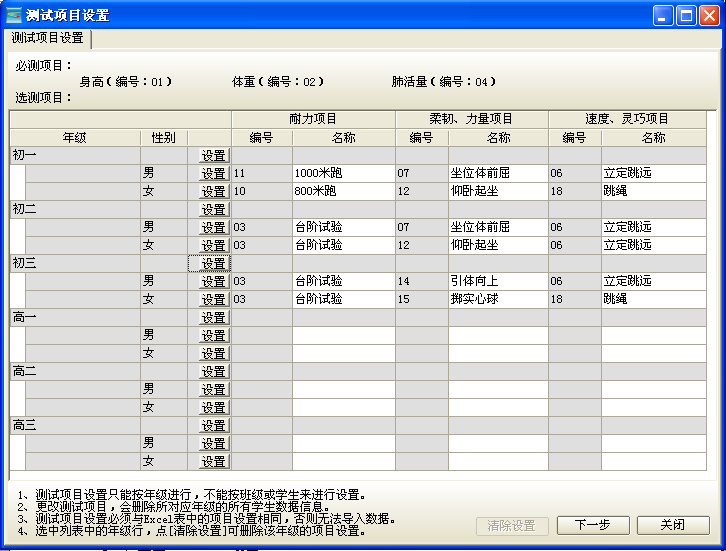 测试项目设置
测试项目设置
必测项目：
身高（编号：01） 体重（编号：02） 肺活量（编号：04）
选测项目：
耐力项目 柔韧、力量项目 速度、灵巧项目
年级 性别 编号 名称 编号 名称 编号 名称
初一 设置
男 设置 11 1000米跑 07 坐位体前屈 06 立定跳远
女 设置 10 800米跑 12 仰卧起坐 18 跳绳
初二 设置
男 设置 03 台阶试验 07 坐位体前屈 06 立定跳远
女 设置 03 台阶试验 12 仰卧起坐 06 立定跳远
初三 设置
男 设置 03 台阶试验 14 引体向上 06 立定跳远
女 设置 03 台阶试验 15 掷实心球 18 跳绳
高一 设置
男 设置
女 设置
高二 设置
男 设置
女 设置
高三 设置
男 设置
女 设置
1、测试项目设置只能按年级进行，不能按班级或学生来进行设置。
2、更改测试项目，会删除所对应年级的所有学生数据信息。
3、测试项目设置必须与Excel表中的项目设置相同，否则无法导入数据。
4、选中列表中的年级行，点[清除设置]可删除该年级的项目设置。
清除设置 下一步 关闭